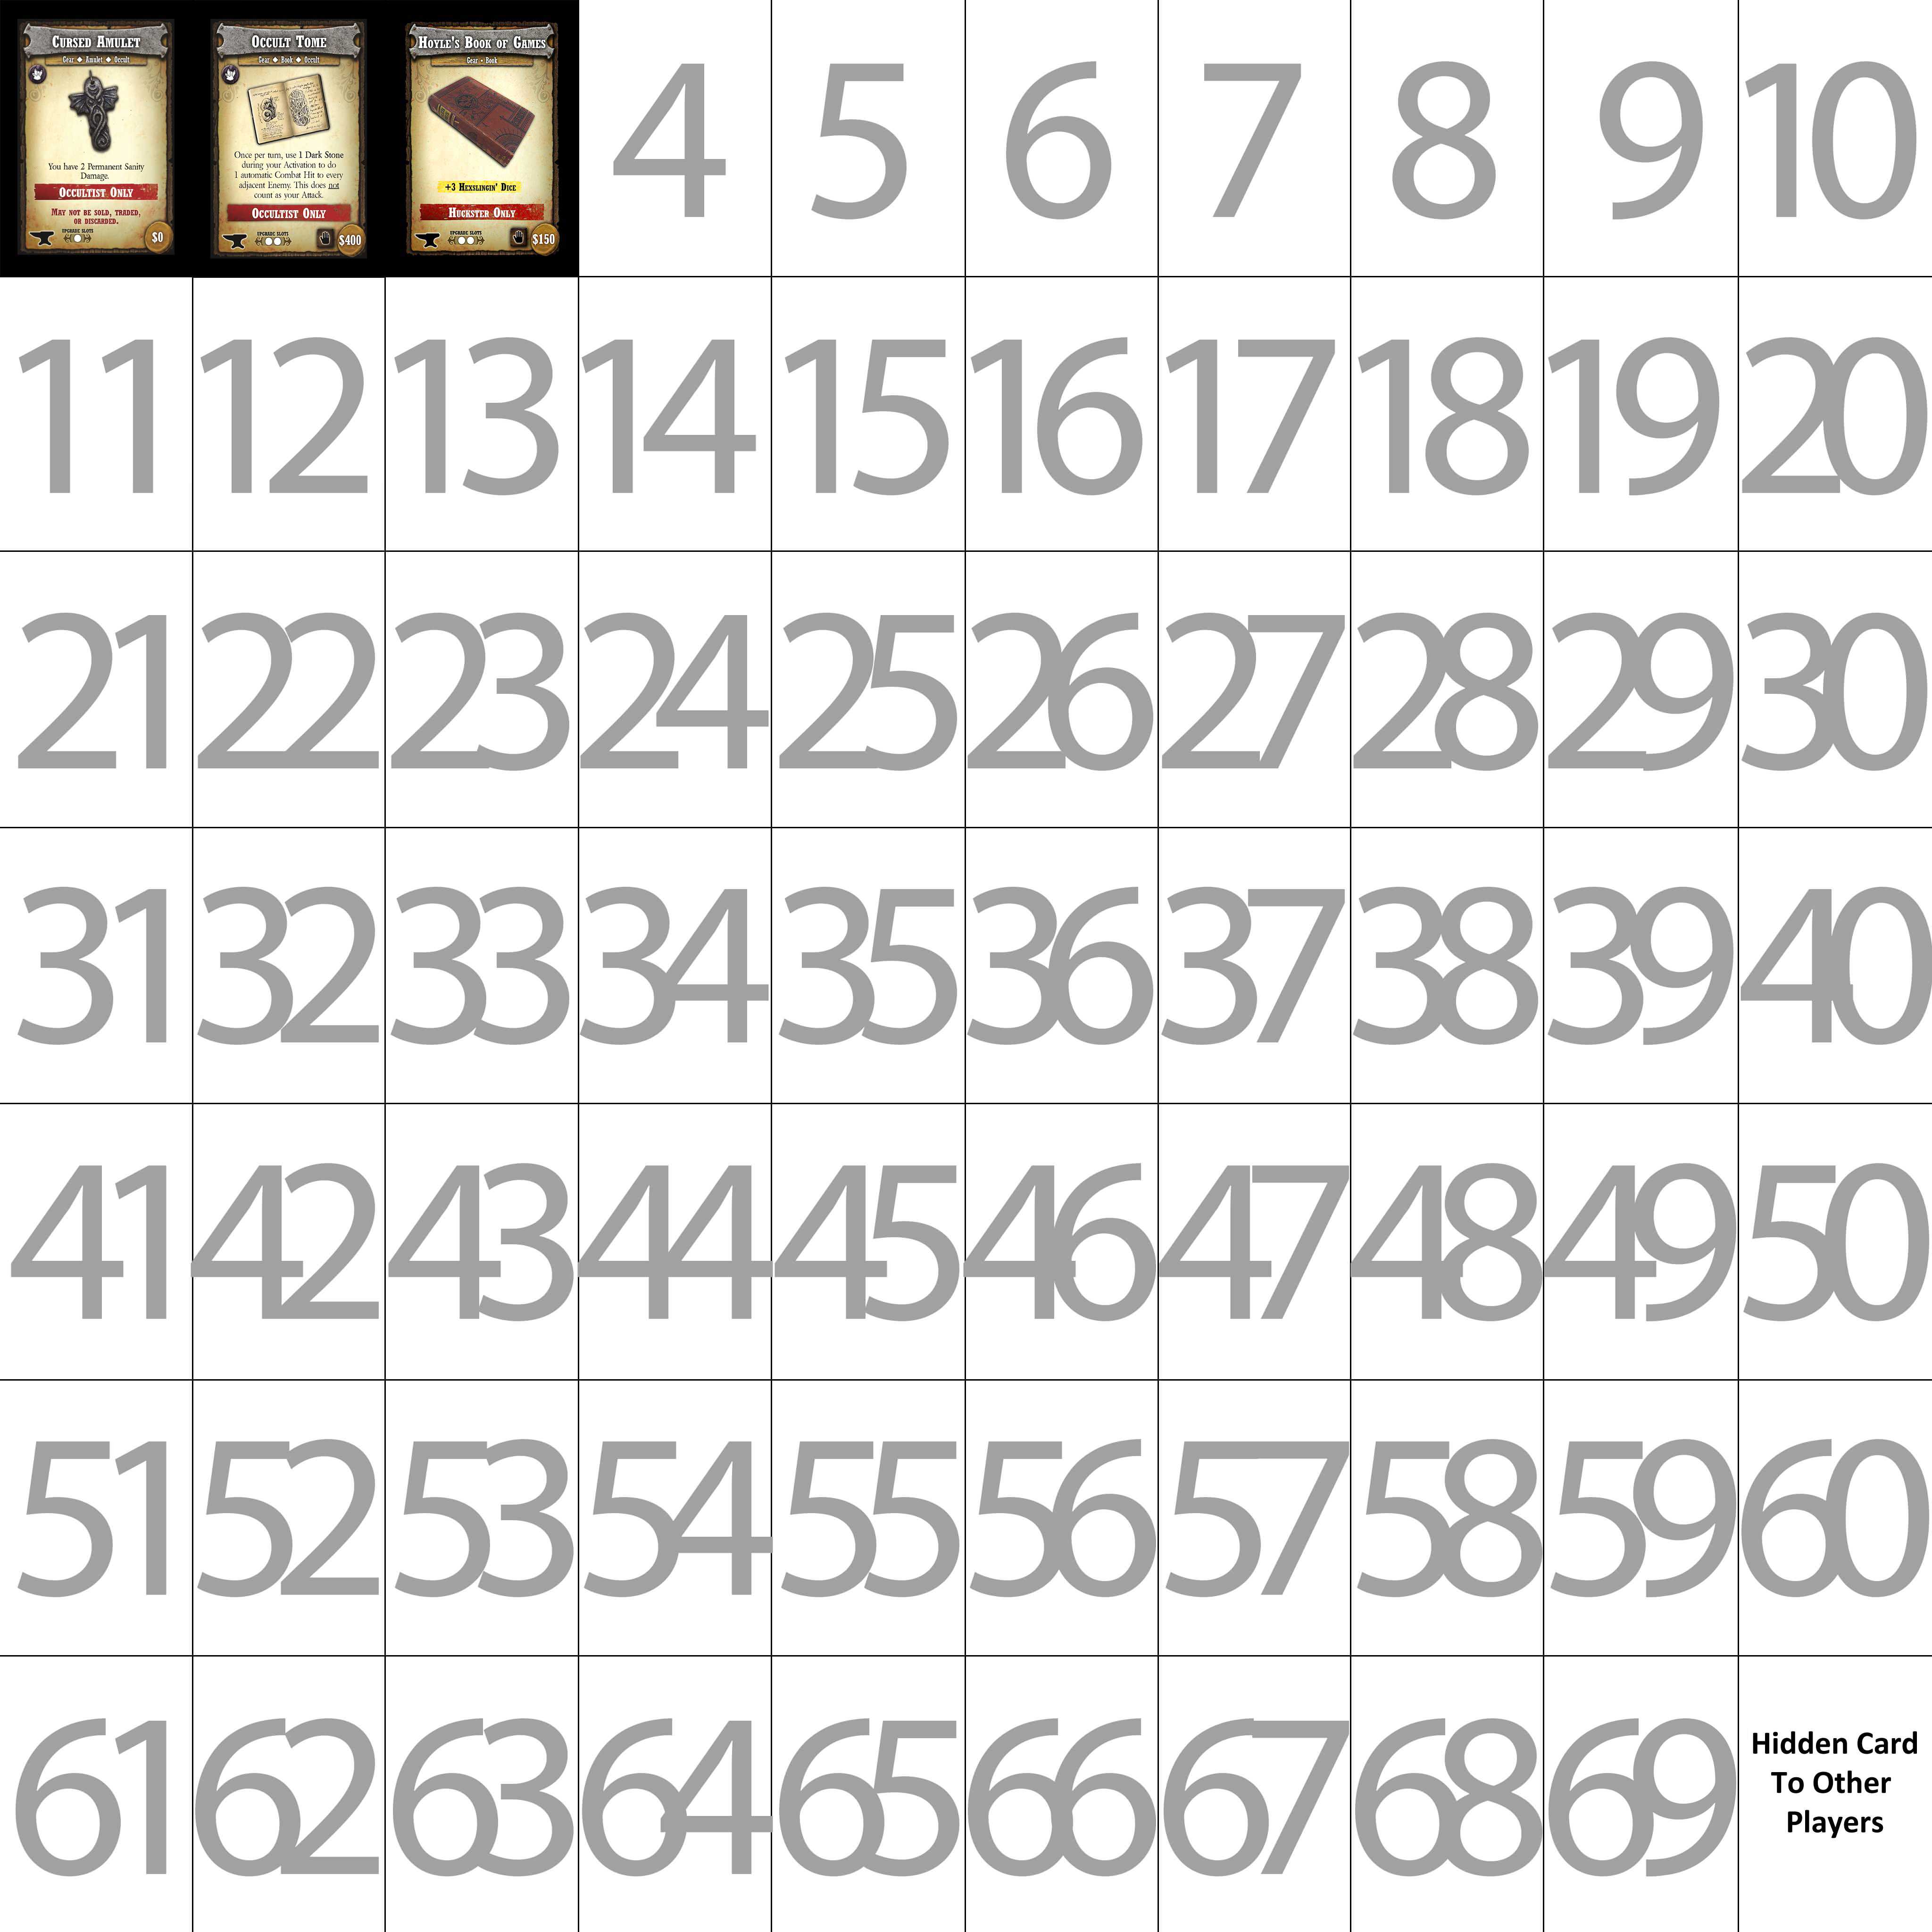 CURSED AMULET
Gear ◆ Amulet ◆ Occult
You have 2 Permanent Sanity
Damage.
OCCULTIST ONLY
MAY NOT BE SOLD, TRADED,
OR DISCARDED.
UPGRADE SLOTS
$0
OCCULT TOME
Gear ◆ Book ◆ Occult
Once per turn, use 1 Dark Stone
during your Activation to do
1 automatic Combat Hit to every
adjacent Enemy. This does not
count as your Attack.
OCCULTIST ONLY
UPGRADE SLOTS
$400
HOYLE'S BOOK OF GAMES
Gear • Book
+3 HEXSLINGIN' DICE
HUCKSTER ONLY
UPGRADE SLOTS
$150
4 5 6 7 8 9 10
11 12 13 14 15 16 17 18 19 20
21 22 23 24 25 26 27 28 29 30
31 32 33 34 35 36 37 38 39 40
41 42 43 44 45 46 47 48 49 50
51 52 53 54 55 56 57 58 59 60
61 62 63 64 65 66 67 68 69
Hidden Card
To Other
Players